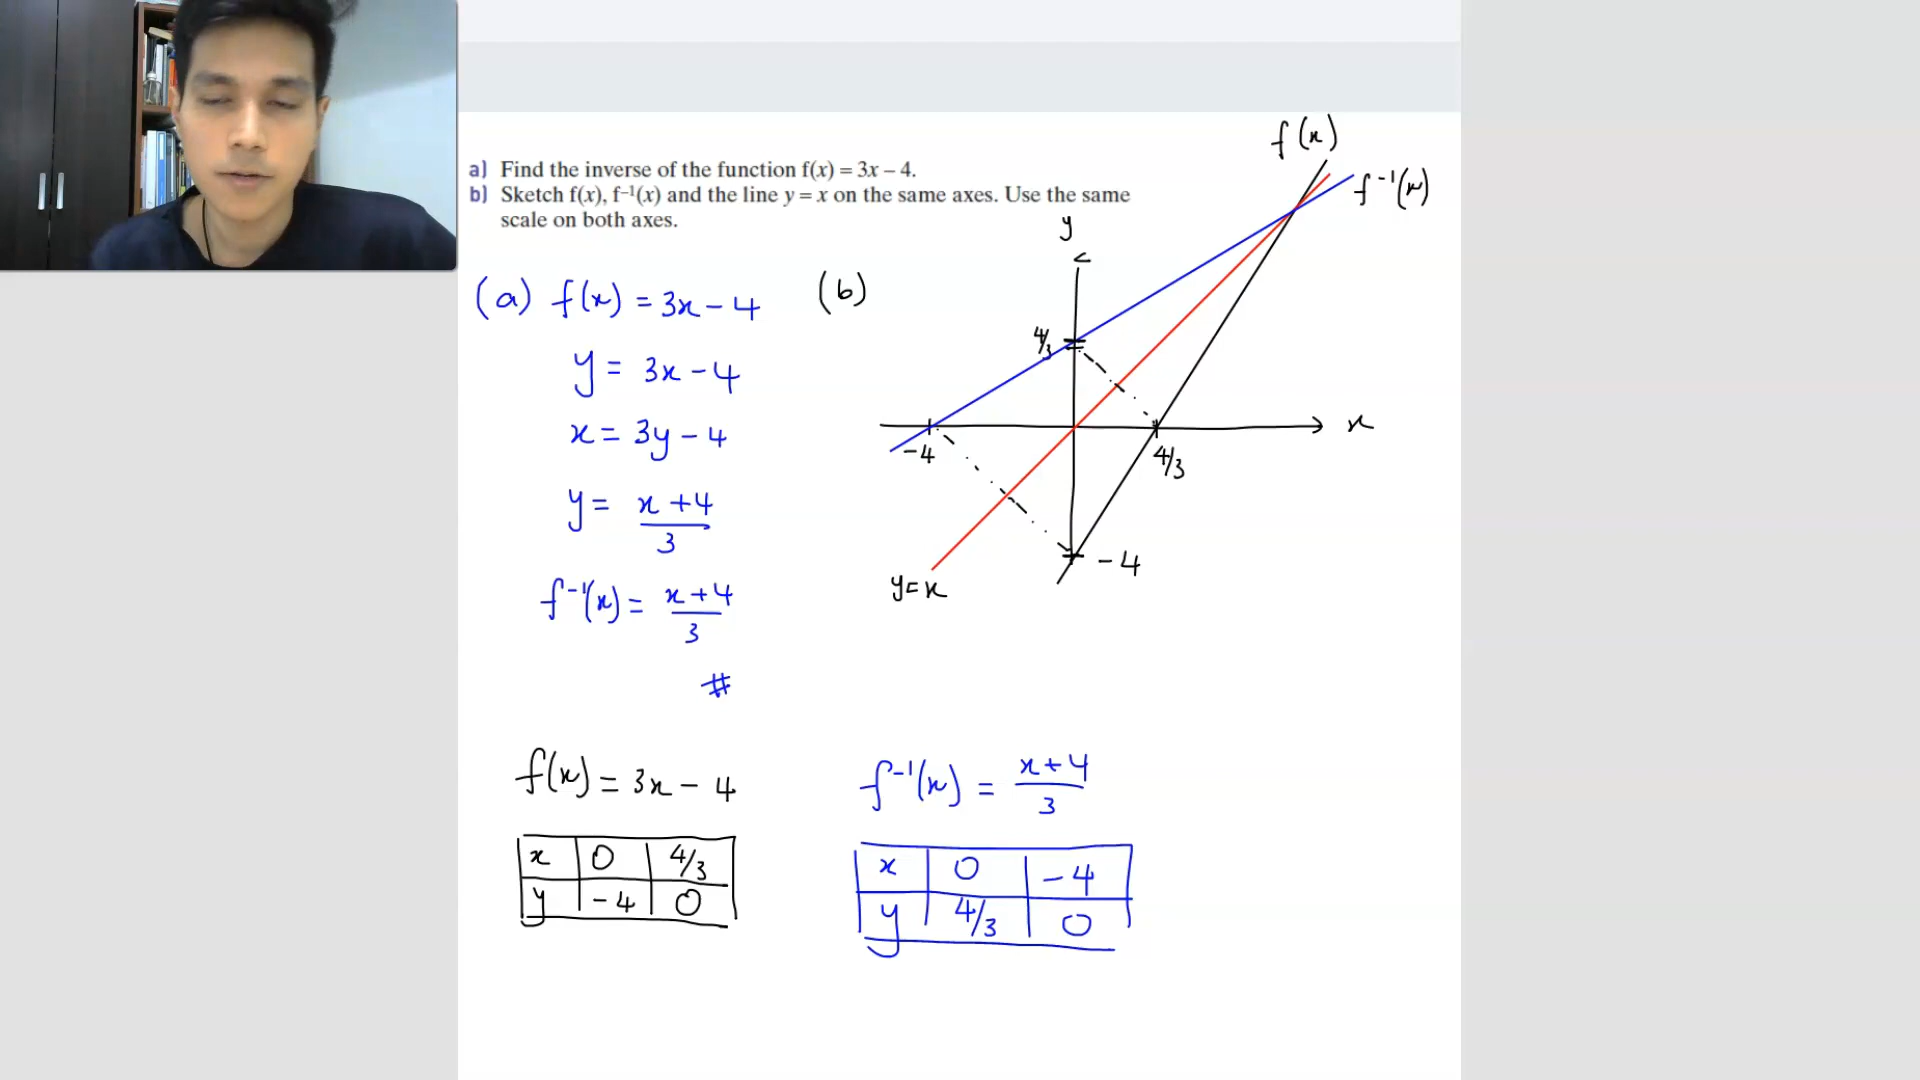 a) Find the inverse of the function f(x) = 3x – 4.
b) Sketch f(x), f⁻¹(x) and the line y = x on the same axes. Use the same
scale on both axes.
(a) f(x) = 3x - 4
y = 3x - 4
x = 3y - 4
y = (x + 4)/3
f⁻¹(x) = (x + 4)/3
#
(b)
f(x)
f⁻¹(x)
y
4/3
x
-4
4/3
-4
y = x
f(x) = 3x - 4
x 0 4/3
y -4 0
f⁻¹(x) = (x + 4)/3
x 0 -4
y 4/3 0